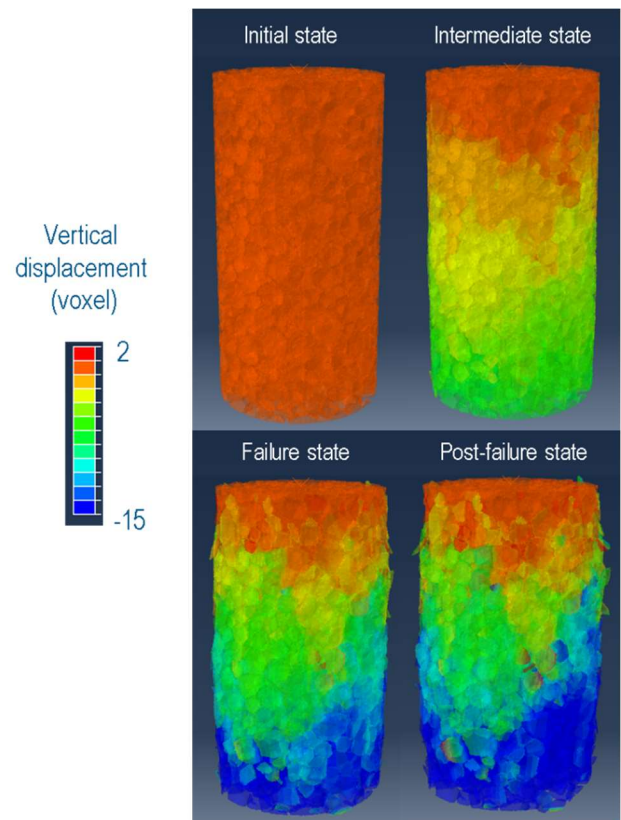 Initial state
Intermediate state
Vertical
displacement
(voxel)
2
-15
Failure state
Post-failure state